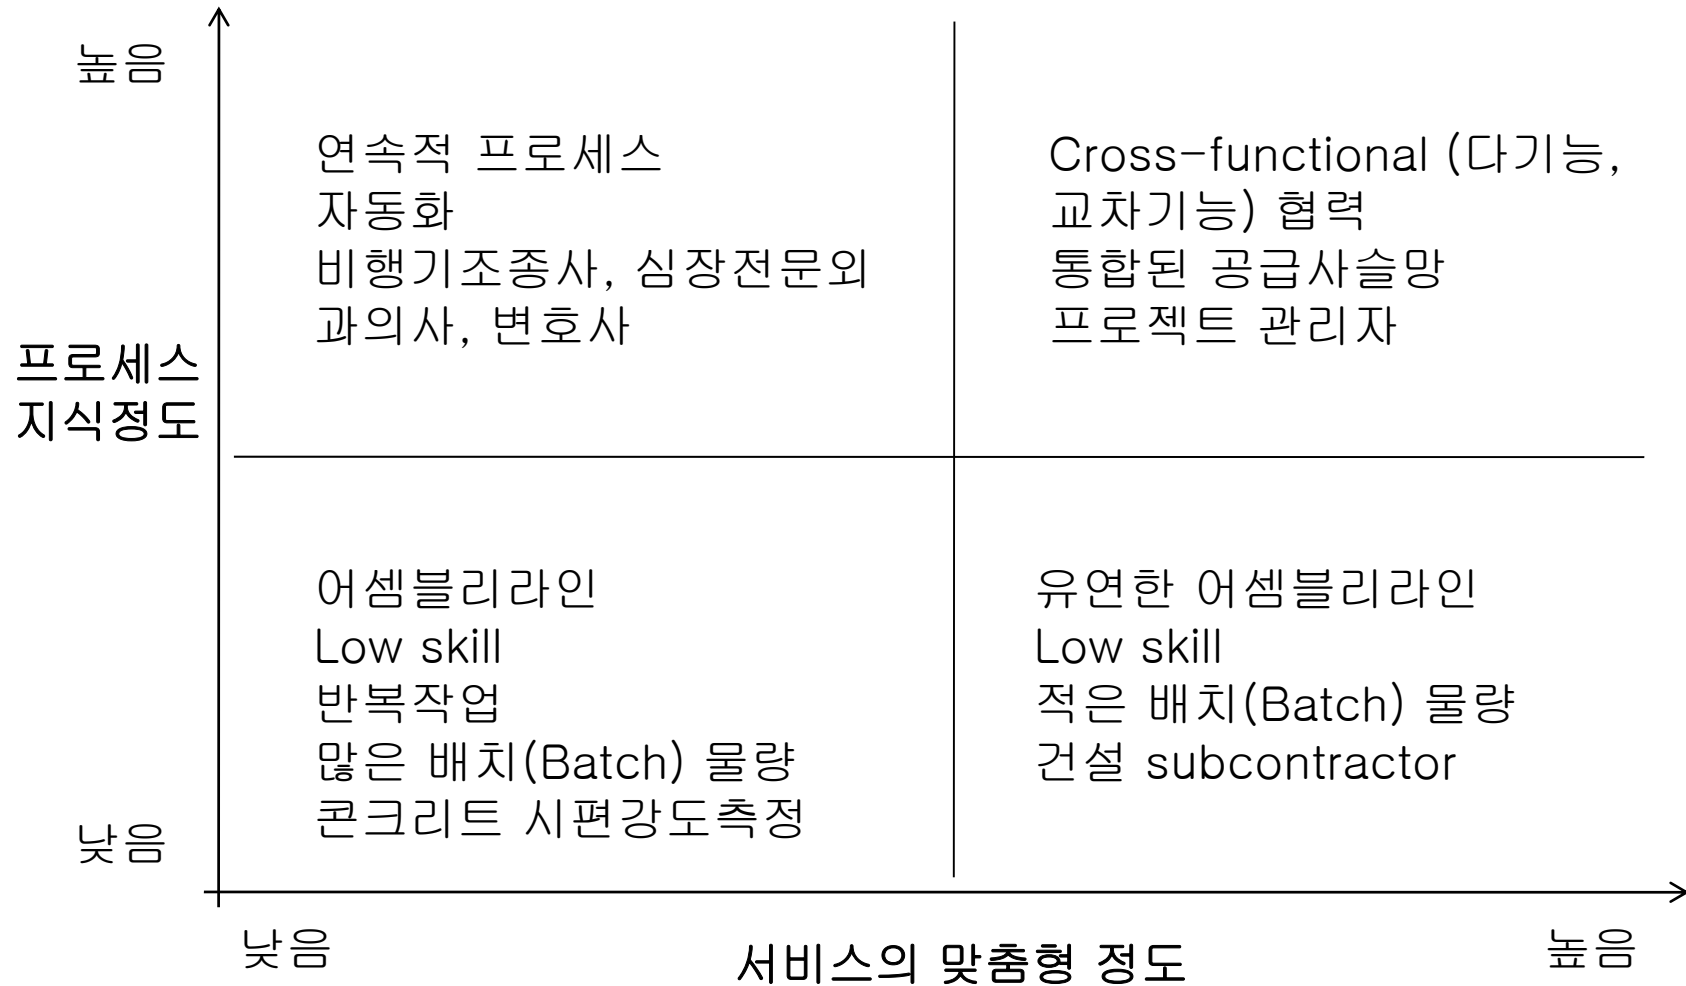 높음
연속적 프로세스
자동화
비행기조종사, 심장전문외
과의사, 변호사
Cross-functional (다기능,
교차기능) 협력
통합된 공급사슬망
프로젝트 관리자
프로세스
지식정도
어셈블리라인
Low skill
반복작업
많은 배치(Batch) 물량
콘크리트 시편강도측정
유연한 어셈블리라인
Low skill
적은 배치(Batch) 물량
건설 subcontractor
낮음
낮음
서비스의 맞춤형 정도
높음